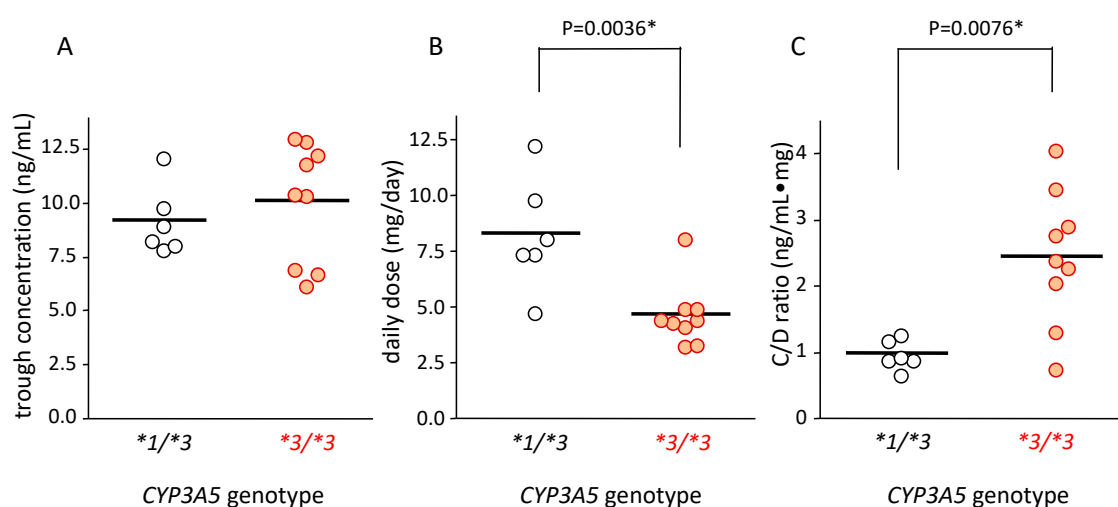 A
trough concentration (ng/mL)
12.5
10.0
7.5
5.0
2.5
0.0
*1/*3
*3/*3
CYP3A5 genotype
B
P=0.0036*
daily dose (mg/day)
12.5
10.0
7.5
5.0
2.5
0.0
*1/*3
*3/*3
CYP3A5 genotype
C
P=0.0076*
C/D ratio (ng/mL•mg)
4
3
2
1
0
*1/*3
*3/*3
CYP3A5 genotype